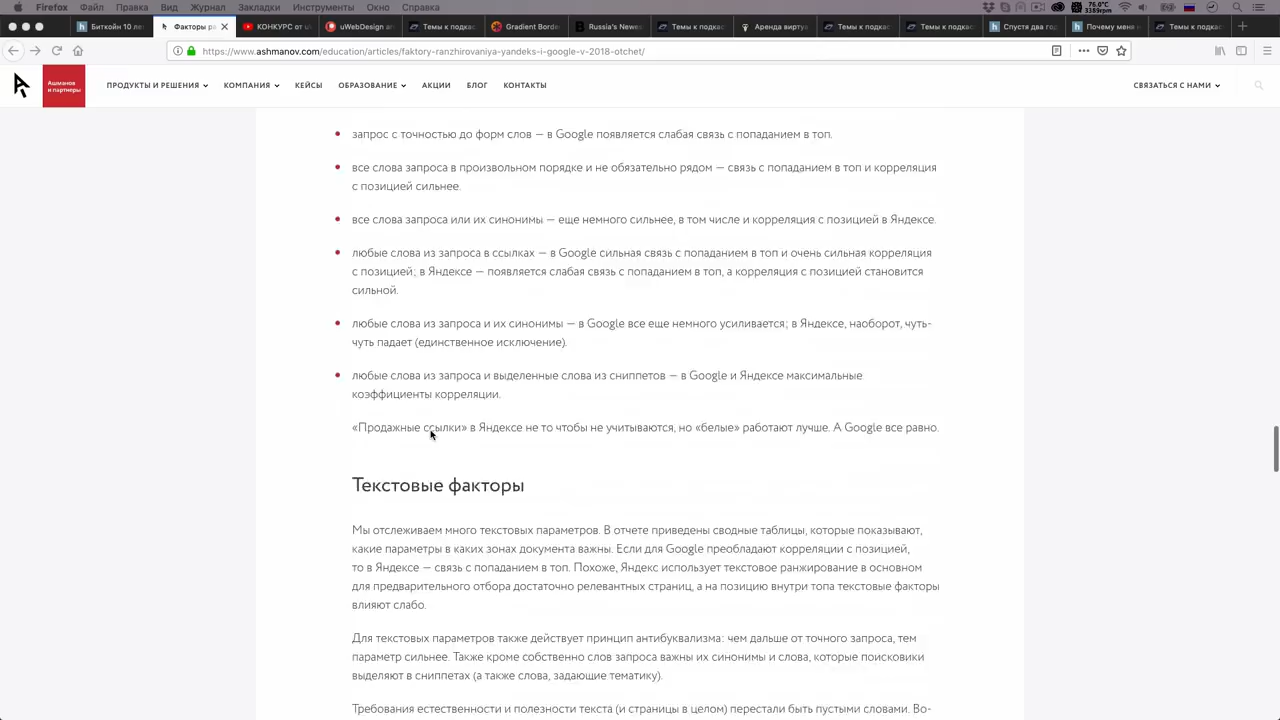 Firefox Файл Правка Вид Журнал Закладки Инструменты Окно Справка
75.0°C
3359rpm
Биткойн 10 ле
Факторы ра
КОНКУРС от u
uWebDesign ап
Темы к подкас
Gradient Borde
Russia's Newes
Темы к подкас
Аренда вирту
Темы к подкас
Темы к подкас
Спустя два го
Почему меня н
Темы к подкас
https://www.ashmanov.com/education/articles/faktory-ranzhirovaniya-yandeks-i-google-v-2018-otchet/
Ашманов
и партнеры
ПРОДУКТЫ И РЕШЕНИЯ КОМПАНИЯ КЕЙСЫ ОБРАЗОВАНИЕ АКЦИИ БЛОГ КОНТАКТЫ СВЯЗАТЬСЯ С НАМИ
запрос с точностью до форм слов — в Google появляется слабая связь с попаданием в топ.
все слова запроса в произвольном порядке и не обязательно рядом — связь с попаданием в топ и корреляция
с позицией сильнее.
все слова запроса или их синонимы — еще немного сильнее, в том числе и корреляция с позицией в Яндексе.
любые слова из запроса в ссылках — в Google сильная связь с попаданием в топ и очень сильная корреляция
с позицией; в Яндексе — появляется слабая связь с попаданием в топ, а корреляция с позицией становится
сильной.
любые слова из запроса и их синонимы — в Google все еще немного усиливается; в Яндексе, наоборот, чуть-
чуть падает (единственное исключение).
любые слова из запроса и выделенные слова из сниппетов — в Google и Яндексе максимальные
коэффициенты корреляции.
«Продажные ссылки» в Яндексе не то чтобы не учитываются, но «белые» работают лучше. А Google все равно.
Текстовые факторы
Мы отслеживаем много текстовых параметров. В отчете приведены сводные таблицы, которые показывают,
какие параметры в каких зонах документа важны. Если для Google преобладают корреляции с позицией,
то в Яндексе — связь с попаданием в топ. Похоже, Яндекс использует текстовое ранжирование в основном
для предварительного отбора достаточно релевантных страниц, а на позицию внутри топа текстовые факторы
влияют слабо.
Для текстовых параметров также действует принцип антибуквализма: чем дальше от точного запроса, тем
параметр сильнее. Также кроме собственно слов запроса важны их синонимы и слова, которые поисковики
выделяют в сниппетах (а также слова, задающие тематику).
Требования естественности и полезности текста (и страницы в целом) перестали быть пустыми словами. Во-